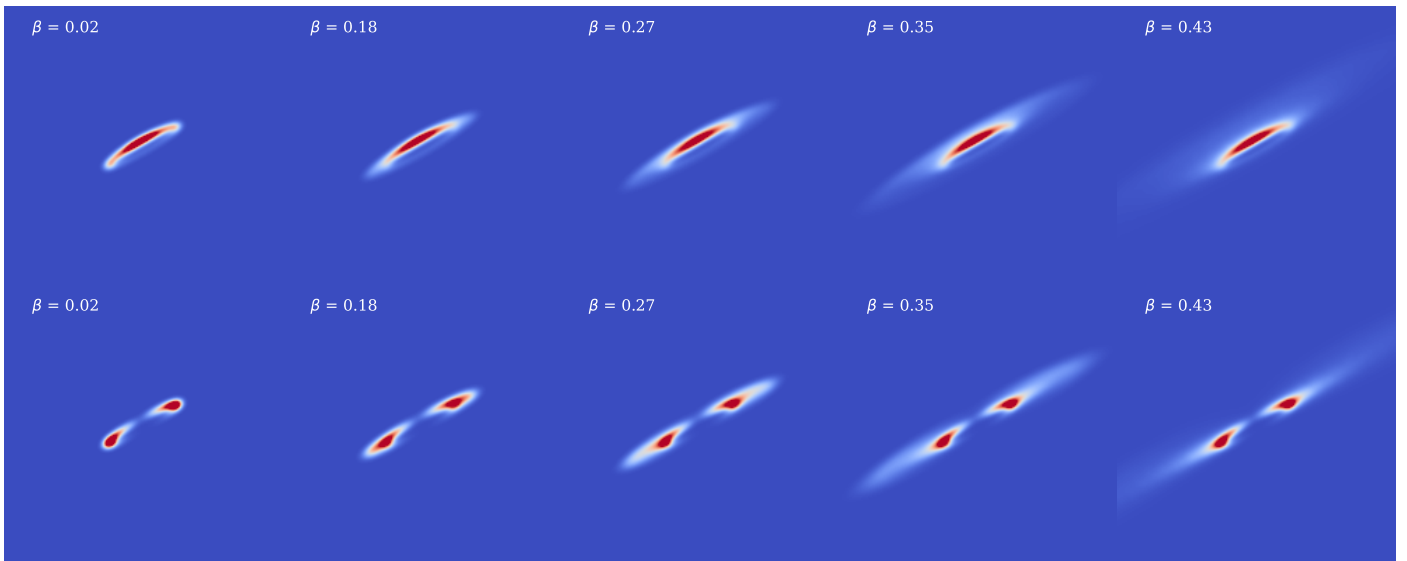 β = 0.02
β = 0.18
β = 0.27
β = 0.35
β = 0.43
β = 0.02
β = 0.18
β = 0.27
β = 0.35
β = 0.43